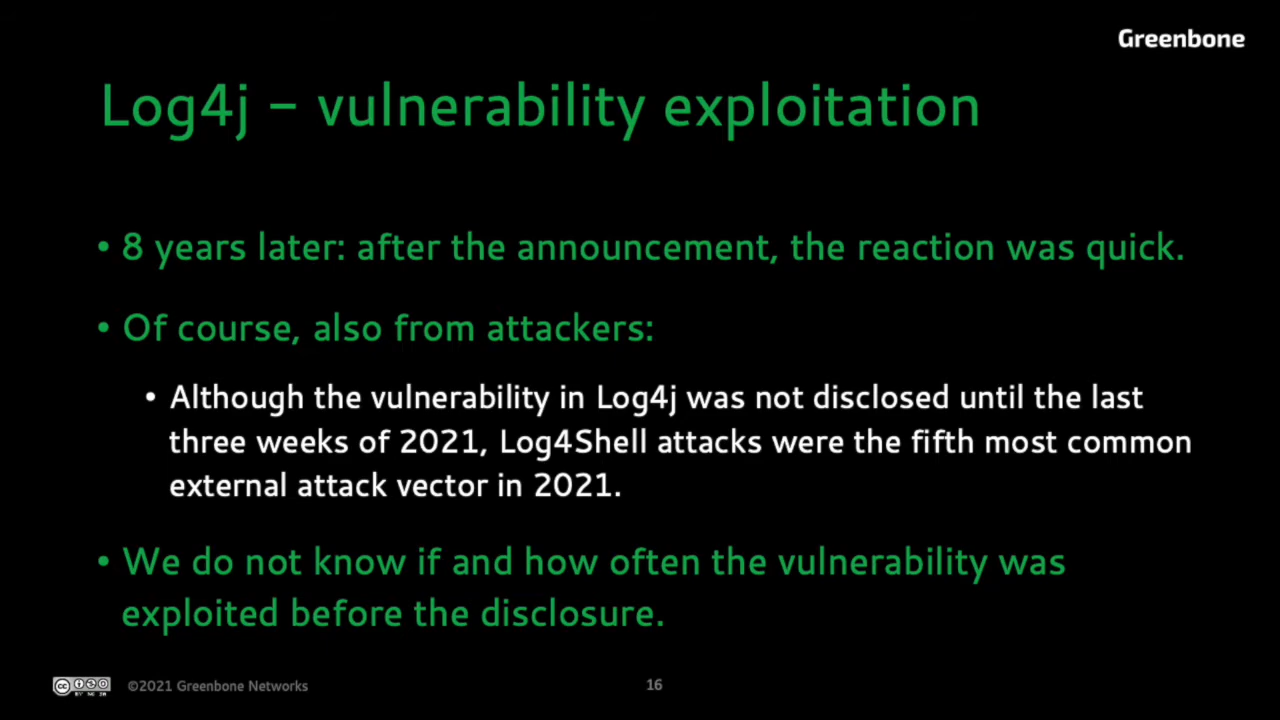 Greenbone
Log4j – vulnerability exploitation
• 8 years later: after the announcement, the reaction was quick.
• Of course, also from attackers:
• Although the vulnerability in Log4j was not disclosed until the last
three weeks of 2021, Log4Shell attacks were the fifth most common
external attack vector in 2021.
• We do not know if and how often the vulnerability was
exploited before the disclosure.
©2021 Greenbone Networks
16